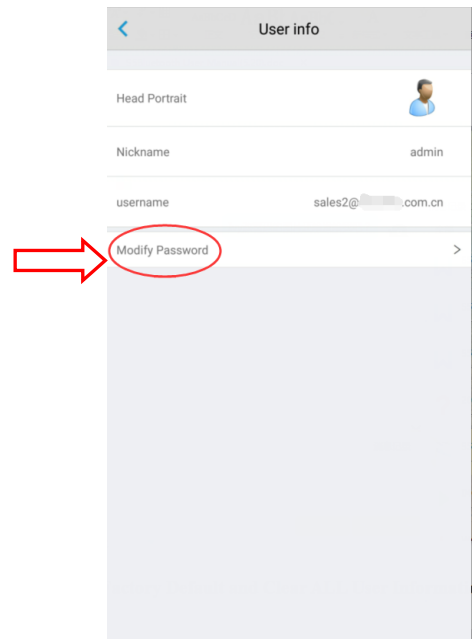 User info
Head Portrait
Nickname admin
username sales2@ .com.cn
Modify Password >